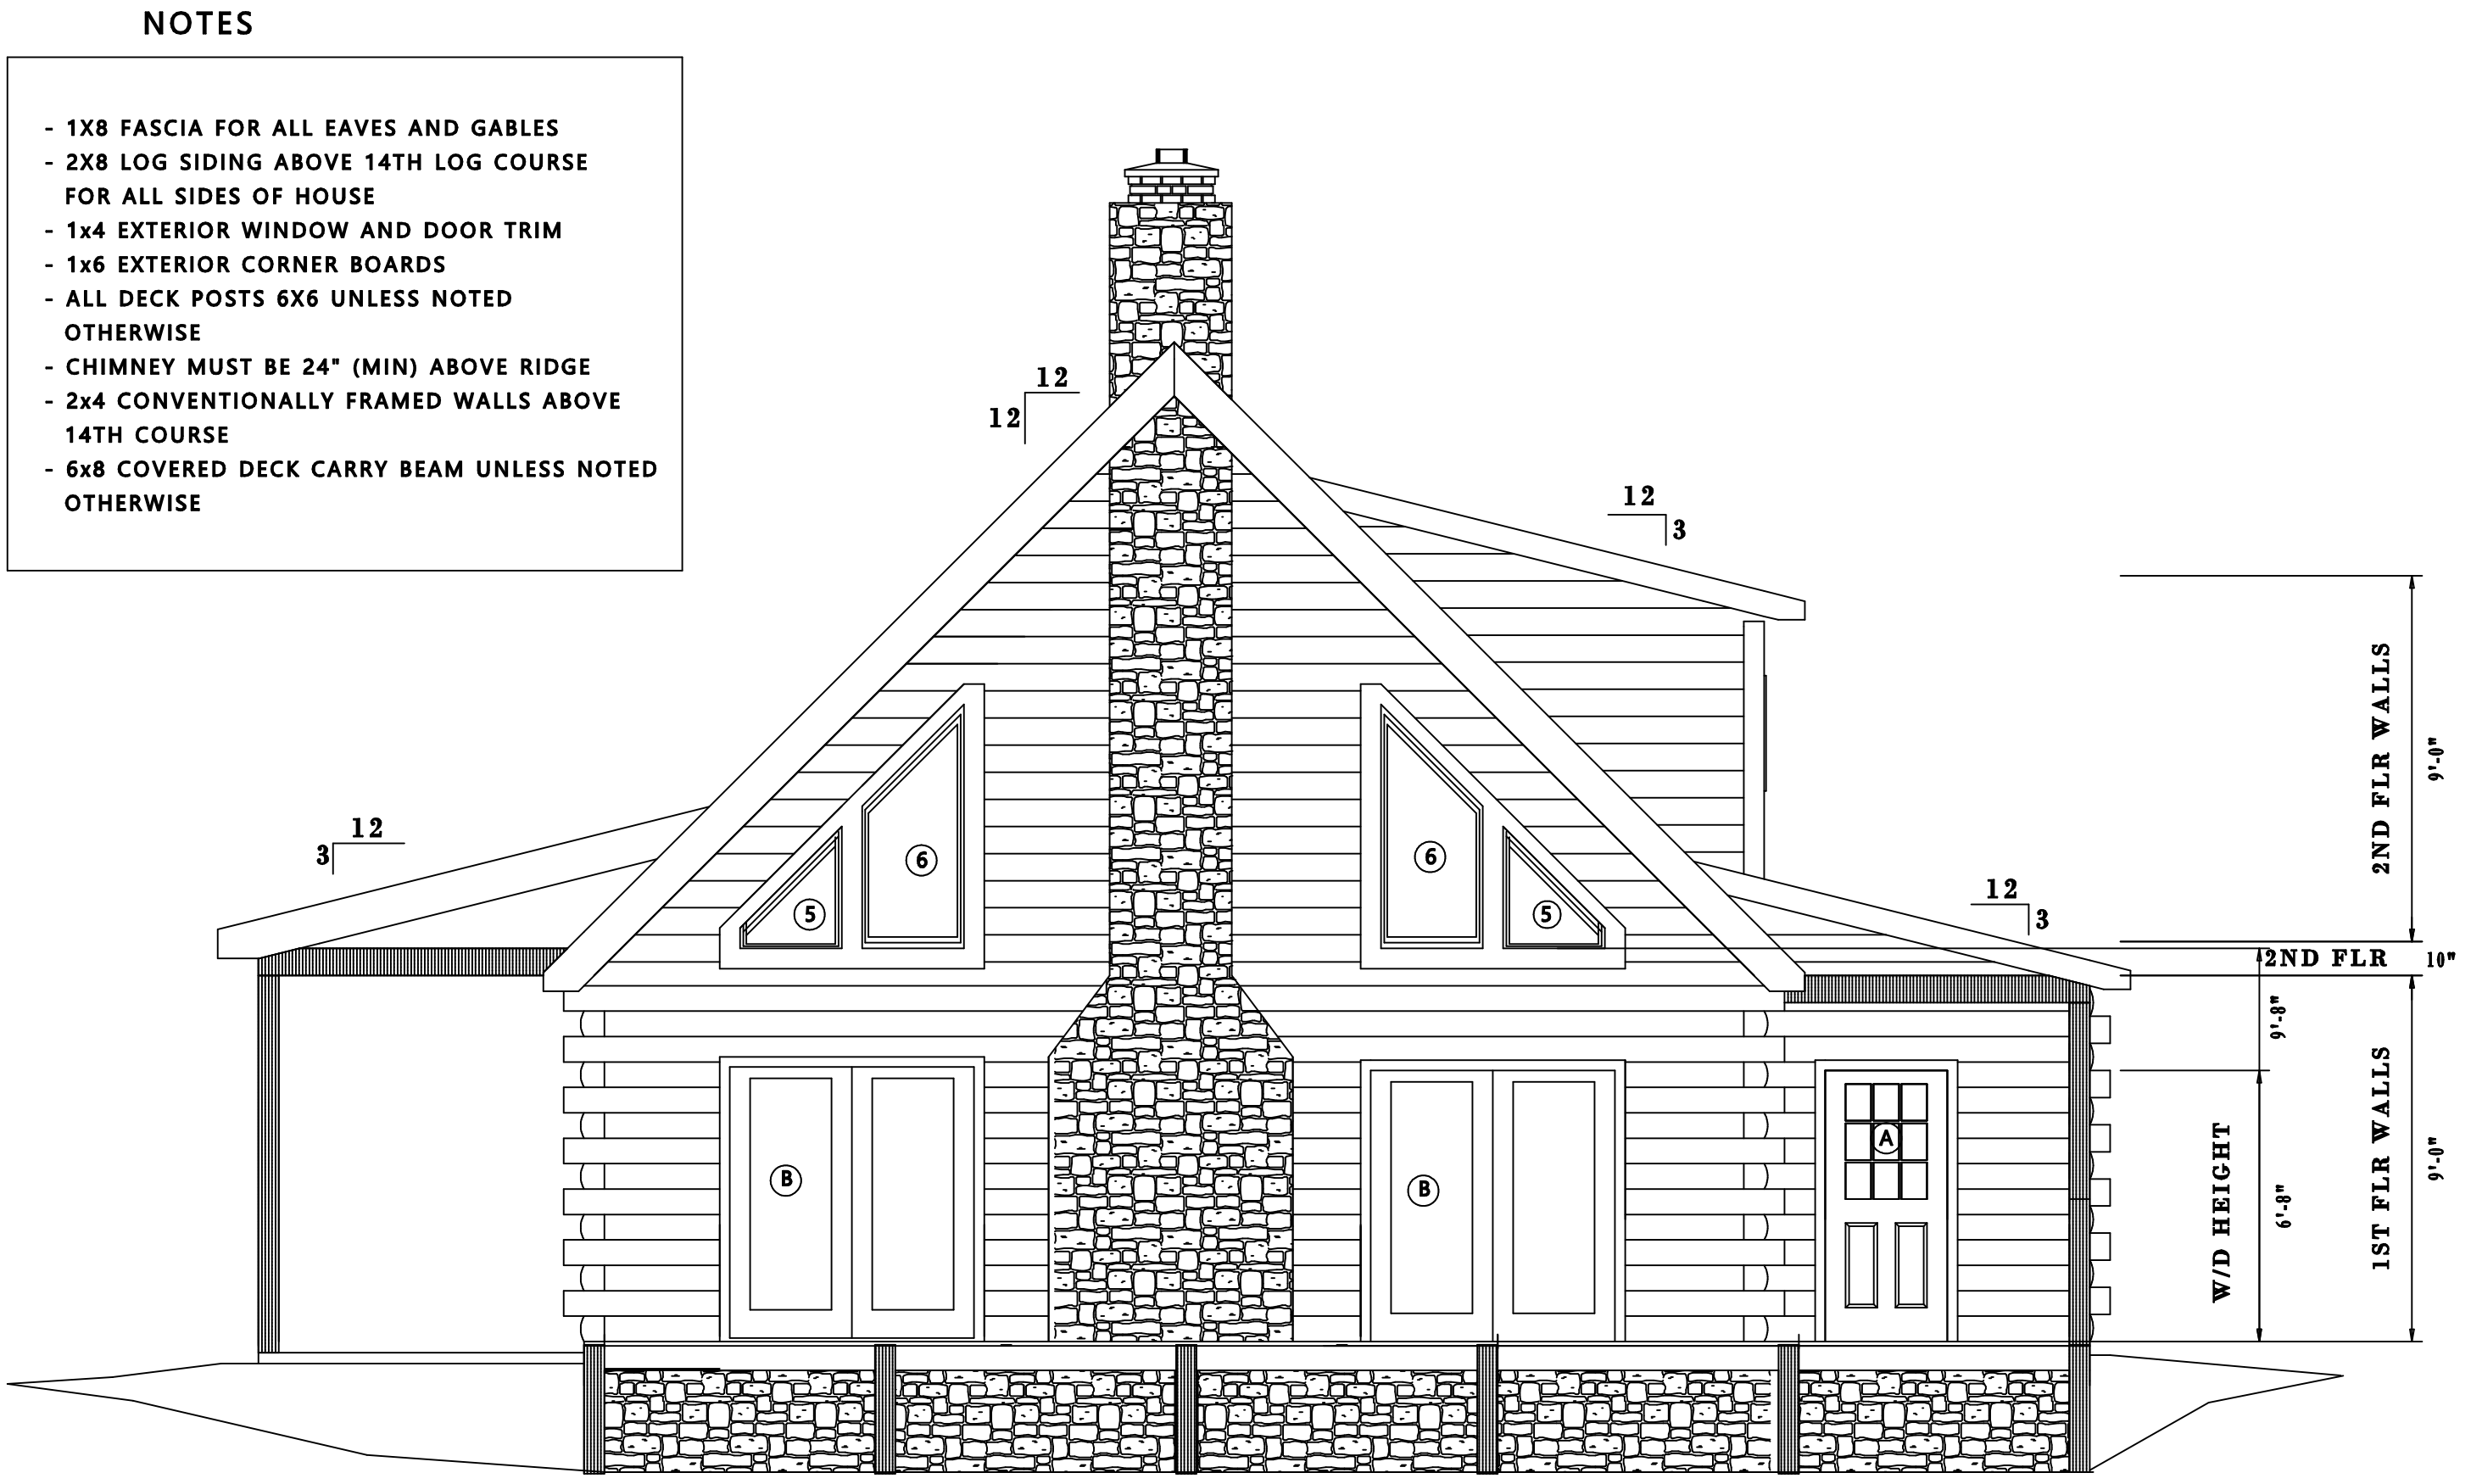 NOTES
- 1X8 FASCIA FOR ALL EAVES AND GABLES
- 2X8 LOG SIDING ABOVE 14TH LOG COURSE
FOR ALL SIDES OF HOUSE
- 1x4 EXTERIOR WINDOW AND DOOR TRIM
- 1x6 EXTERIOR CORNER BOARDS
- ALL DECK POSTS 6X6 UNLESS NOTED
OTHERWISE
- CHIMNEY MUST BE 24" (MIN) ABOVE RIDGE
- 2x4 CONVENTIONALLY FRAMED WALLS ABOVE
14TH COURSE
- 6x8 COVERED DECK CARRY BEAM UNLESS NOTED
OTHERWISE
12
12
12
3
12
3
12
3
6
5
6
5
B
B
A
2ND FLR WALLS
9'-0"
2ND FLR
10"
9'-8"
1ST FLR WALLS
9'-0"
W/D HEIGHT
6'-8"